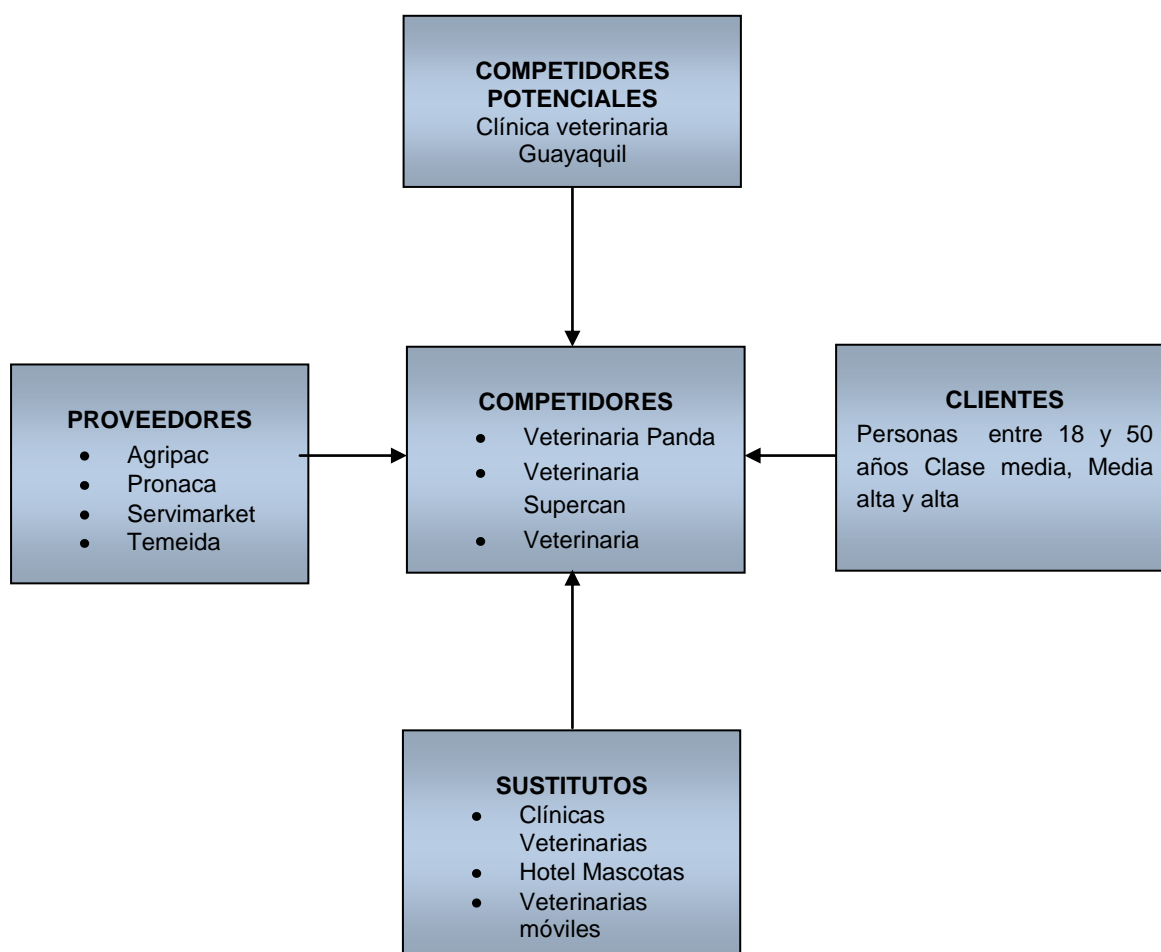 COMPETIDORES
POTENCIALES
Clínica veterinaria
Guayaquil
PROVEEDORES
• Agripac
• Pronaca
• Servimarket
• Temeida
COMPETIDORES
• Veterinaria Panda
• Veterinaria
Supercan
• Veterinaria
CLIENTES
Personas entre 18 y 50
años Clase media, Media
alta y alta
SUSTITUTOS
• Clínicas
Veterinarias
• Hotel Mascotas
• Veterinarias
móviles